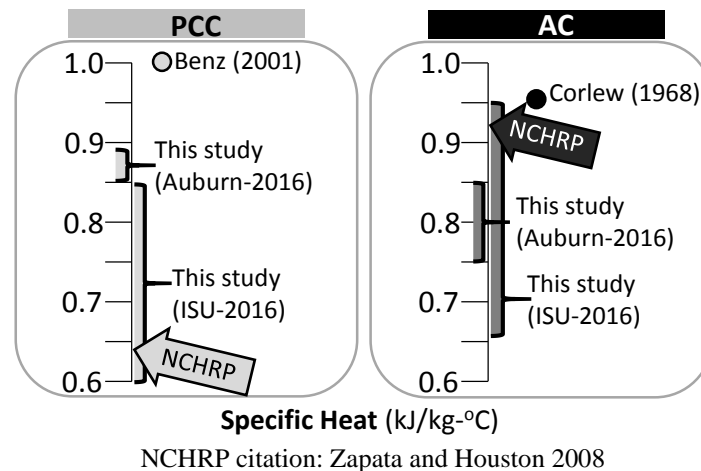 PCC
1.0
0.9
0.8
0.7
0.6
Benz (2001)
This study
(Auburn-2016)
This study
(ISU-2016)
NCHRP
AC
1.0
0.9
0.8
0.7
0.6
Corlew (1968)
NCHRP
This study
(Auburn-2016)
This study
(ISU-2016)
Specific Heat (kJ/kg-°C)
NCHRP citation: Zapata and Houston 2008